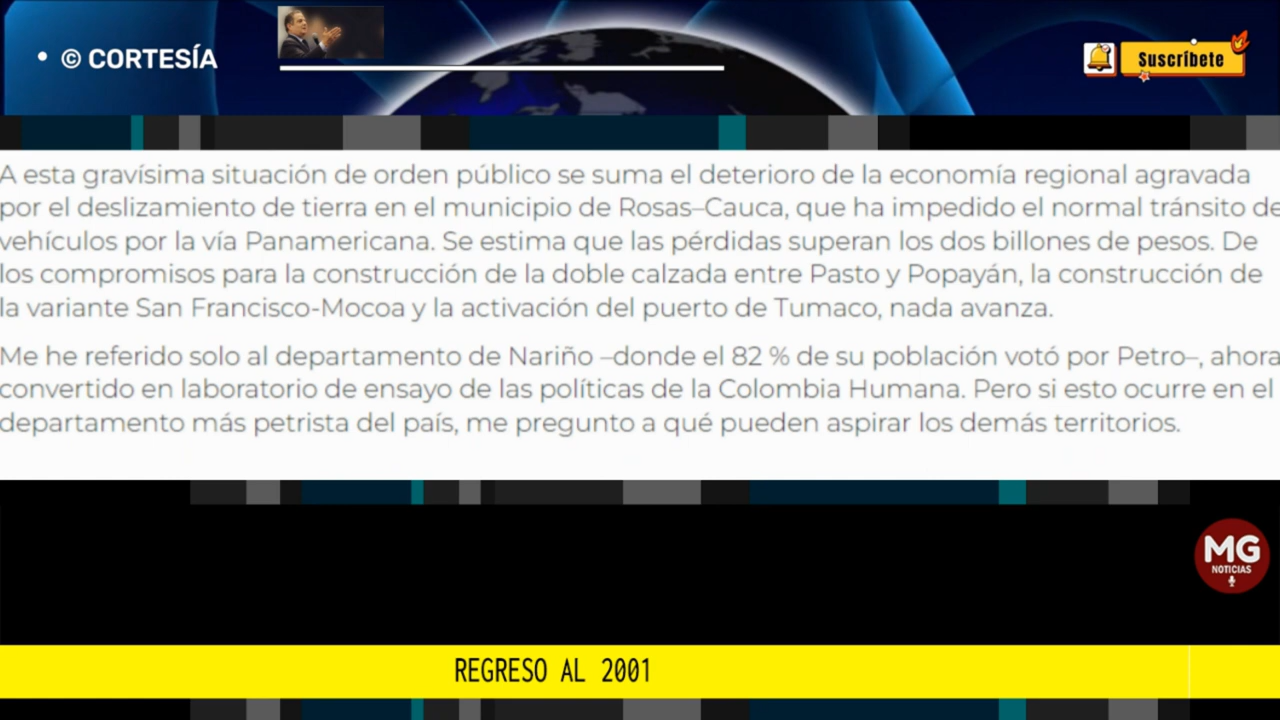 • © CORTESÍA
Suscríbete
A esta gravísima situación de orden público se suma el deterioro de la economía regional agravada
por el deslizamiento de tierra en el municipio de Rosas–Cauca, que ha impedido el normal tránsito de
vehículos por la vía Panamericana. Se estima que las pérdidas superan los dos billones de pesos. De
los compromisos para la construcción de la doble calzada entre Pasto y Popayán, la construcción de
la variante San Francisco-Mocoa y la activación del puerto de Tumaco, nada avanza.
Me he referido solo al departamento de Nariño –donde el 82 % de su población votó por Petro–, ahora
convertido en laboratorio de ensayo de las políticas de la Colombia Humana. Pero si esto ocurre en el
departamento más petrista del país, me pregunto a qué pueden aspirar los demás territorios.
MG
NOTICIAS
REGRESO AL 2001